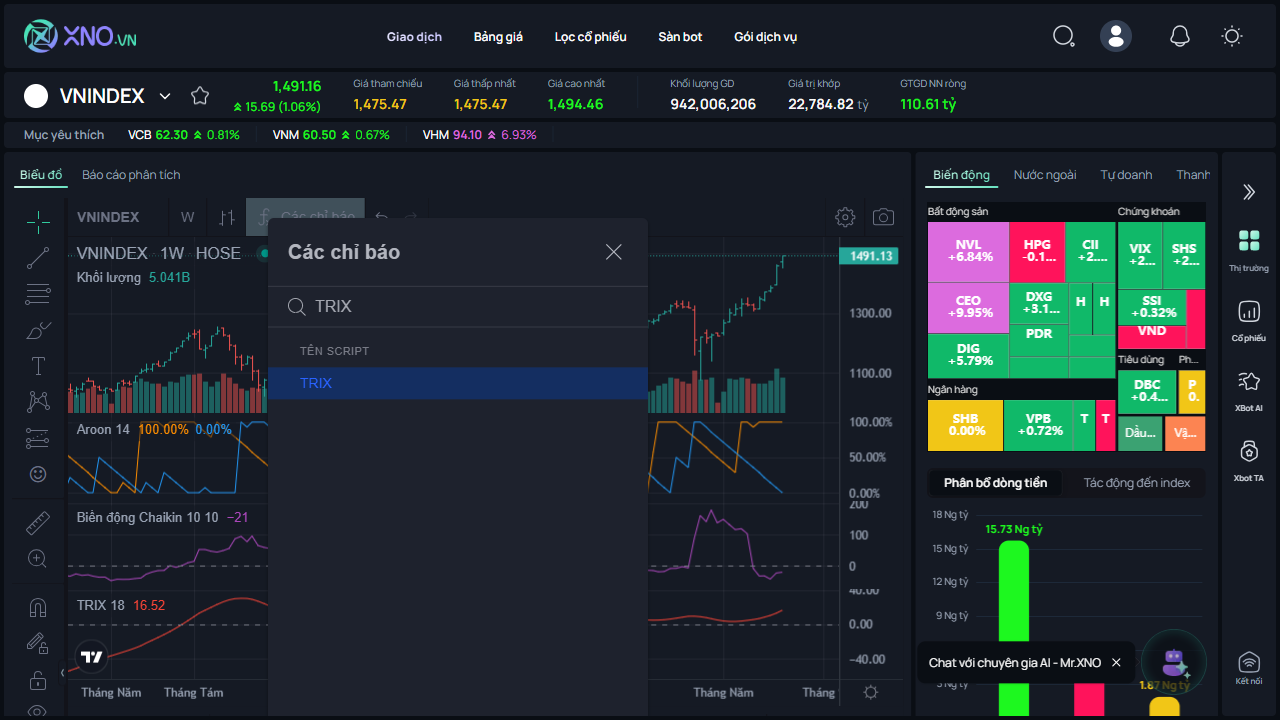 XNO.VN
Giao dịch
Bảng giá
Lọc cổ phiếu
Sàn bot
Gói dịch vụ
VNINDEX
1,491.16
15.69 (1.06%)
Giá tham chiếu
1,475.47
Giá thấp nhất
1,475.47
Giá cao nhất
1,494.46
Khối lượng GD
942,006,206
Giá trị khớp
22,784.82 tỷ
GTGD NN ròng
110.61 tỷ
Mục yêu thích
VCB 62.30 0.81%
VNM 60.50 0.67%
VHM 94.10 6.93%
Biểu đồ
Báo cáo phân tích
VNINDEX
W
Các chỉ báo
VNINDEX 1W HOSE
Khối lượng 5.041B
1491.13
1300.00
1100.00
Các chỉ báo
TRIX
TÊN SCRIPT
TRIX
Aroon 14 100.00% 0.00%
100.00%
50.00%
0.00%
Biến động Chaikin 10 10 −21
200
100
0
TRIX 18 16.52
40.00
0.00
−40.00
Tháng Năm
Tháng Tám
Tháng Năm
Tháng
Biến động
Nước ngoài
Tự doanh
Thanh
Bất động sản
NVL
+6.84%
HPG
-0.1...
CII
+2....
CEO
+9.95%
DXG
+3.1...
H
H
PDR
DIG
+5.79%
Chứng khoán
VIX
+2...
SHS
+2...
SSI
+0.32%
VND
Tiêu dùng
Ph...
DBC
+0.4...
P
0.
Ngân hàng
SHB
0.00%
VPB
+0.72%
T
T
Dầu...
Vậ...
Phân bổ dòng tiền
Tác động đến index
18 Ng tỷ
15.73 Ng tỷ
15 Ng tỷ
12 Ng tỷ
9 Ng tỷ
Chat với chuyên gia AI - Mr.XNO
1.87 Ng tỷ
Thị trường
Cổ phiếu
XBot AI
Xbot TA
Kết nối